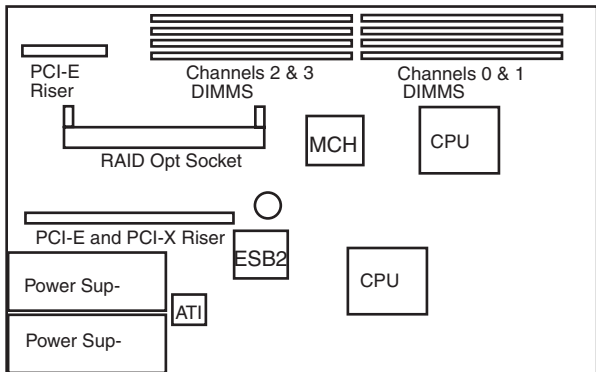 PCI-E
Riser
Channels 2 & 3
DIMMS
Channels 0 & 1
DIMMS
RAID Opt Socket
MCH
CPU
PCI-E and PCI-X Riser
ESB2
CPU
Power Sup-
ATI
Power Sup-